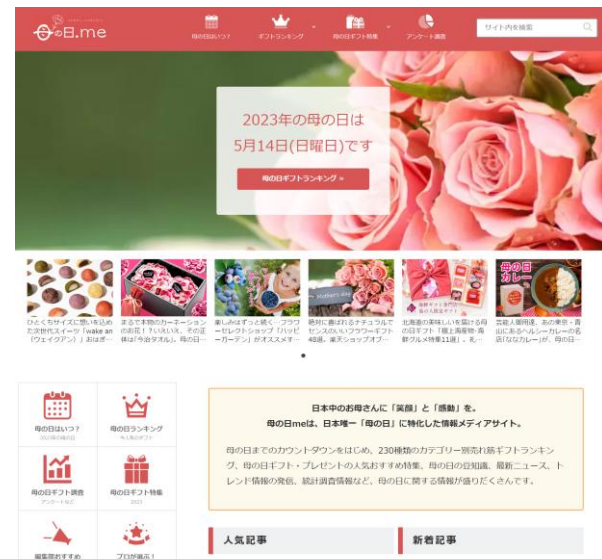 母の日.me
母の日はいつ？
ギフトランキング
母の日ギフト特集
アンケート調査
サイト内を検索
2023年の母の日は
5月14日(日曜日)です
母の日ギフトランキング »
Mother's day
母の日
カレー
ひとくちサイズに想いを込め
た次世代スイーツ「wake an
(ウェイクアン) 」おはぎ…
まるで本物のカーネーション
のお花！？いいえ、その正
体は「今治タオル」。母の日…
楽しみはずっと続く…フラワ
ーセレクトショップ「ハッピ
ーガーデン」がオススメす…
絶対に喜ばれるナチュラルで
センスのいいフラワーギフト
48選。楽天ショップオブ…
北海道の美味しいを届ける母
の日ギフト「極上海産物･海
鮮グルメ特集11選」。礼…
芸能人御用達、あの東京・青
山にあるヘルシーカレーの名
店「ななカレー」が、母の日…
母の日はいつ？
母の日ランキング
今人気のギフト
母の日ギフト調査
アンケートなど
母の日ギフト特集
2023
編集部おすすめ
プロが選ぶ！
日本中のお母さんに「笑顔」と「感動」を。
母の日meは、日本唯一「母の日」に特化した情報メディアサイト。
母の日までのカウントダウンをはじめ、230種類のカテゴリー別売れ筋ギフトランキン
グ、母の日ギフト・プレゼントの人気おすすめ特集、母の日の豆知識、最新ニュース、ト
レンド情報の発信、統計調査情報など、母の日に関する情報が盛りだくさんです。
人気記事
新着記事